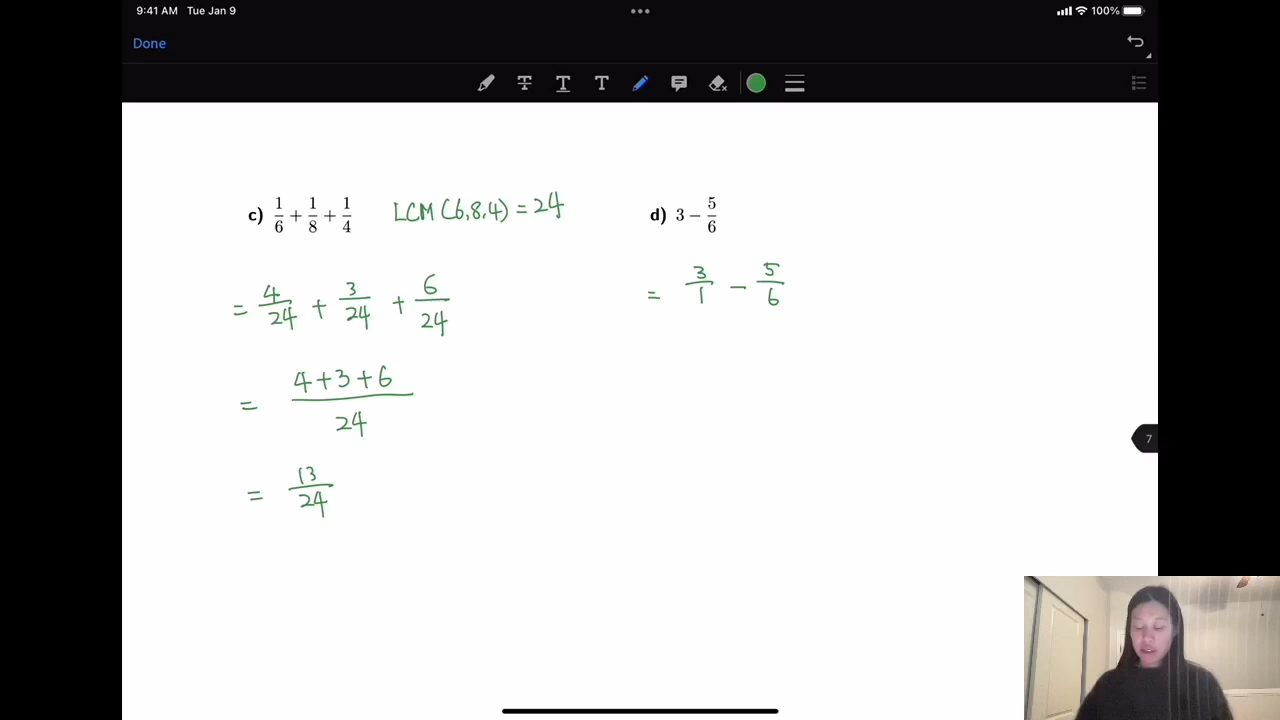 9:41 AM Tue Jan 9 100%
Done
T T T
c) 1/6 + 1/8 + 1/4 LCM (6,8,4) = 24
= 4/24 + 3/24 + 6/24
= (4+3+6)/24
= 13/24
d) 3 − 5/6
= 3/1 − 5/6
7